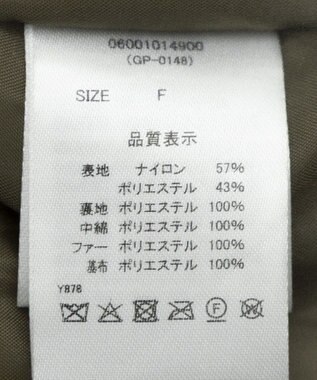 06001014900
(GP-0148)
SIZE F
品質表示
表地 ナイロン 57%
ポリエステル 43%
裏地 ポリエステル 100%
中綿 ポリエステル 100%
ファー ポリエステル 100%
基布 ポリエステル 100%
Y878
F W